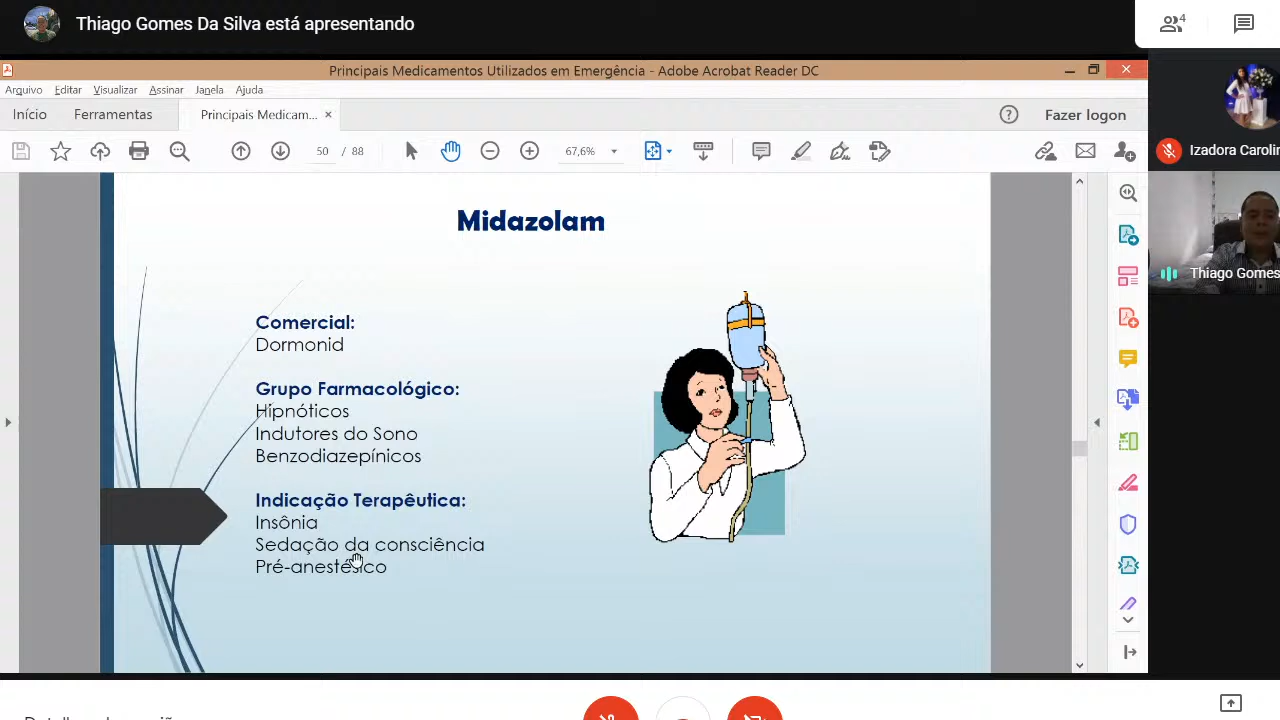 Thiago Gomes Da Silva está apresentando
4
Principais Medicamentos Utilizados em Emergência - Adobe Acrobat Reader DC
Arquivo Editar Visualizar Assinar Janela Ajuda
Início Ferramentas Principais Medicam... × Fazer logon
50 / 88 67,6%
Izadora Carolin
Thiago Gomes
Midazolam
Comercial:
Dormonid
Grupo Farmacológico:
Hipnóticos
Indutores do Sono
Benzodiazepínicos
Indicação Terapêutica:
Insônia
Sedação da consciência
Pré-anestésico